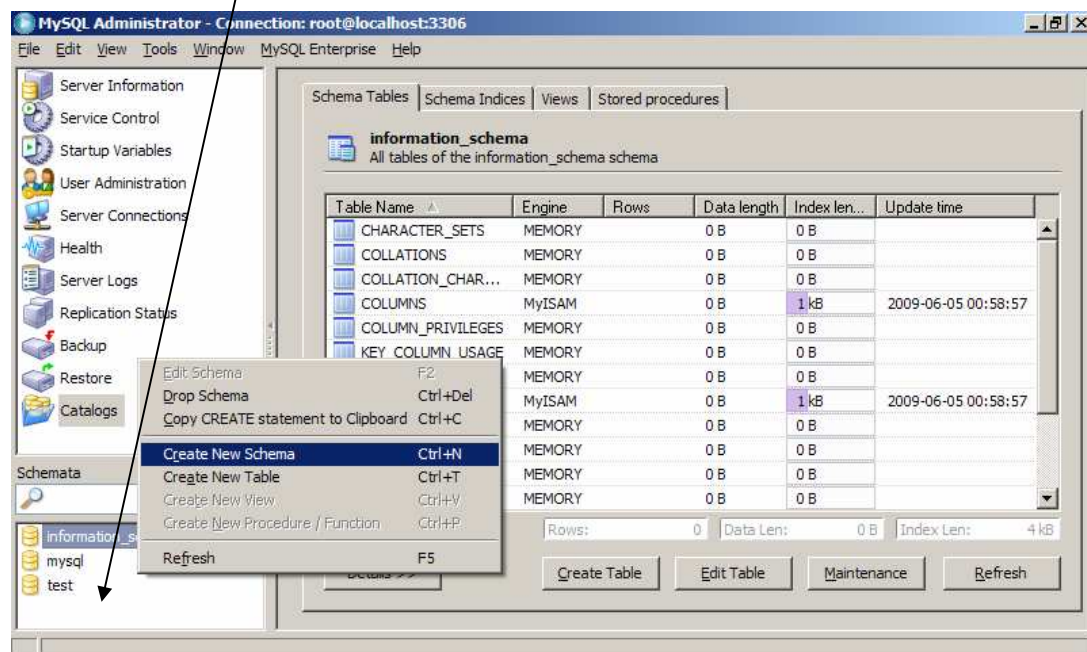 MySQL Administrator - Connection: root@localhost:3306
File Edit View Tools Window MySQL Enterprise Help
Server Information
Service Control
Startup Variables
User Administration
Server Connections
Health
Server Logs
Replication Status
Backup
Restore
Catalogs
Schemata
information_s
mysql
test
Edit Schema F2
Drop Schema Ctrl+Del
Copy CREATE statement to Clipboard Ctrl+C
Create New Schema Ctrl+N
Create New Table Ctrl+T
Create New View Ctrl+V
Create New Procedure / Function Ctrl+P
Refresh F5
Schema Tables Schema Indices Views Stored procedures
information_schema
All tables of the information_schema schema
Table Name Engine Rows Data length Index len... Update time
CHARACTER_SETS MEMORY 0 B 0 B
COLLATIONS MEMORY 0 B 0 B
COLLATION_CHAR... MEMORY 0 B 0 B
COLUMNS MyISAM 0 B 1 kB 2009-06-05 00:58:57
COLUMN_PRIVILEGES MEMORY 0 B 0 B
KEY_COLUMN_USAGE MEMORY 0 B 0 B
MEMORY 0 B 0 B
MyISAM 0 B 1 kB 2009-06-05 00:58:57
MEMORY 0 B 0 B
MEMORY 0 B 0 B
MEMORY 0 B 0 B
Rows: 0 Data Len: 0 B Index Len: 4 kB
Details >> Create Table Edit Table Maintenance Refresh